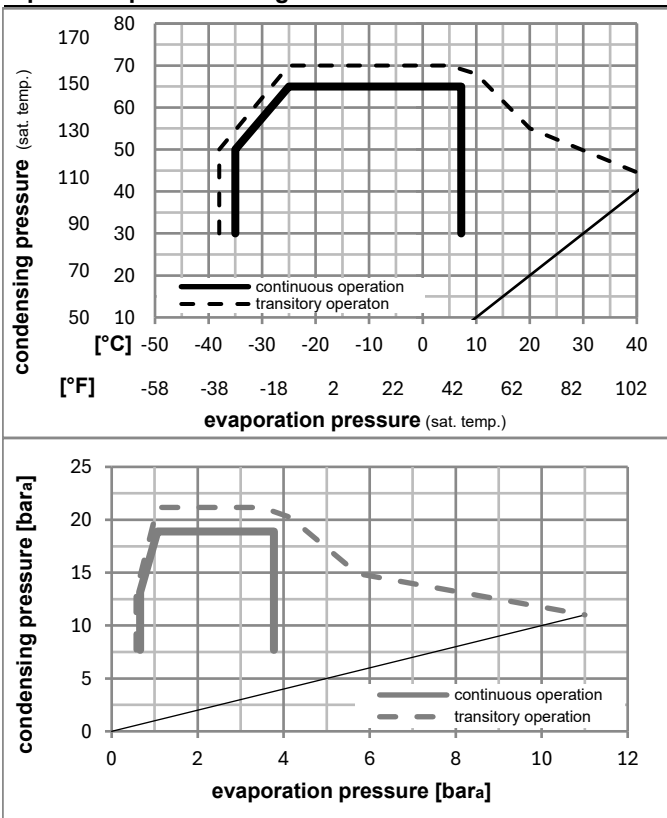 170 80
condensing pressure (sat. temp.)
70
150
60
130
50
110
40
90
30
70
20
continuous operation
transitory operaton
50 10
[°C] -50 -40 -30 -20 -10 0 10 20 30 40
[°F] -58 -38 -18 2 22 42 62 82 102
evaporation pressure (sat. temp.)
condensing pressure [bara]
25
20
15
10
5
continuous operation
transitory operation
0
0 2 4 6 8 10 12
evaporation pressure [bara]